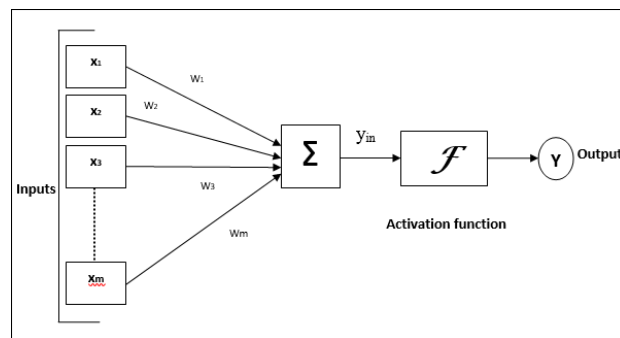 x₁
W₁
x₂
W₂
x₃
Inputs
W₃
Σ
yᵢₙ
𝓕
Y
Output
Wm
Activation function
xm